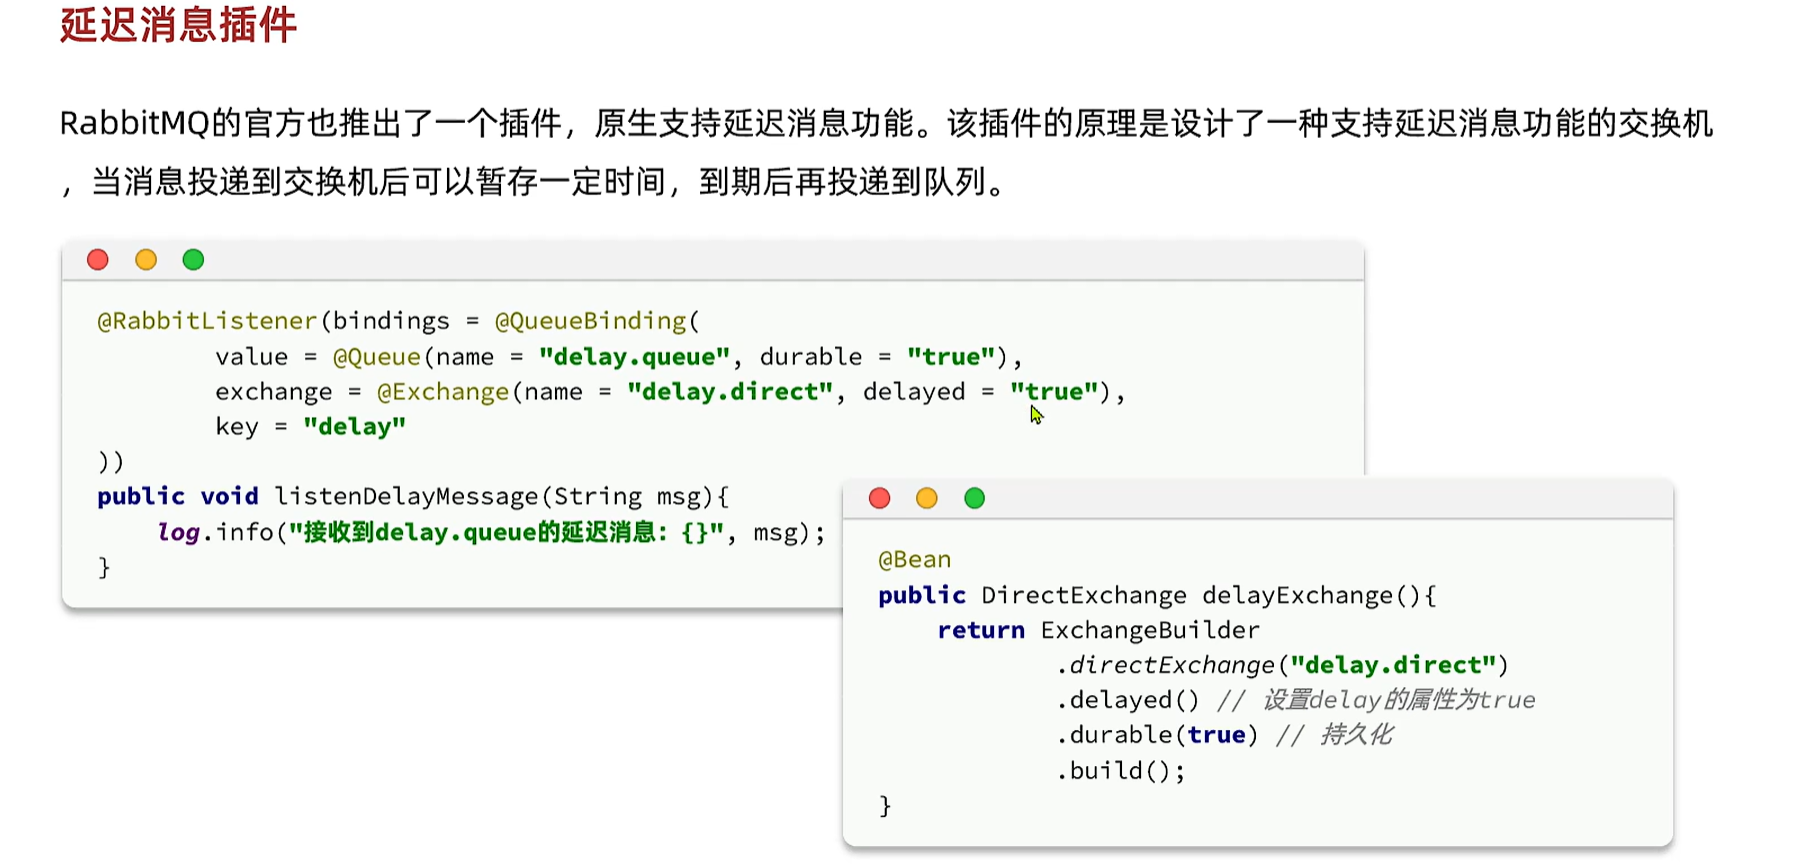 延迟消息插件
RabbitMQ的官方也推出了一个插件，原生支持延迟消息功能。该插件的原理是设计了一种支持延迟消息功能的交换机
，当消息投递到交换机后可以暂存一定时间，到期后再投递到队列。
@RabbitListener(bindings = @QueueBinding(
        value = @Queue(name = "delay.queue", durable = "true"),
        exchange = @Exchange(name = "delay.direct", delayed = "true"),
        key = "delay"
))
public void listenDelayMessage(String msg){
    log.info("接收到delay.queue的延迟消息：{}", msg);
}
@Bean
public DirectExchange delayExchange(){
    return ExchangeBuilder
            .directExchange("delay.direct")
            .delayed() // 设置delay的属性为true
            .durable(true) // 持久化
            .build();
}